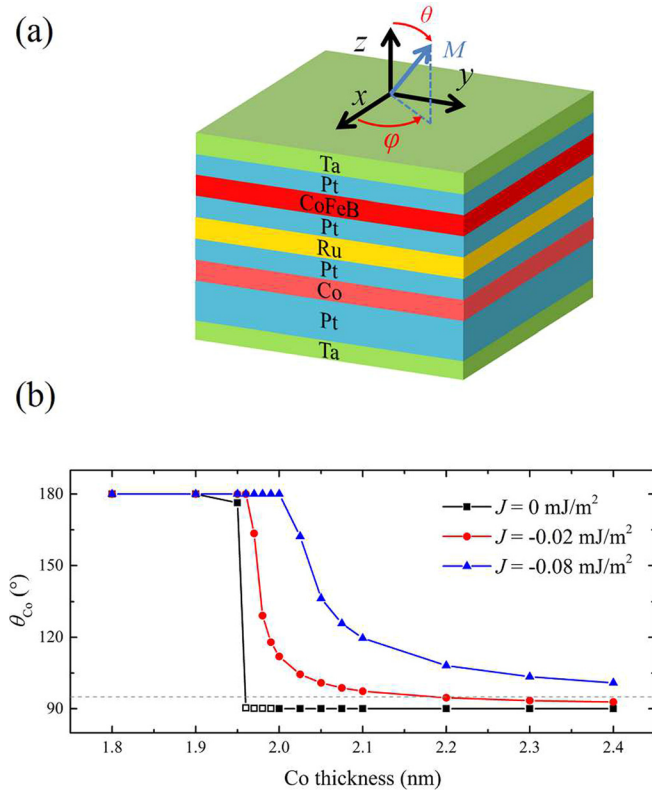 (a)
θ
z
M
y
x
φ
Ta
Pt
CoFeB
Pt
Ru
Pt
Co
Pt
Ta
(b)
180
150
120
90
θCo (°)
J = 0 mJ/m²
J = -0.02 mJ/m²
J = -0.08 mJ/m²
1.8 1.9 2.0 2.1 2.2 2.3 2.4
Co thickness (nm)